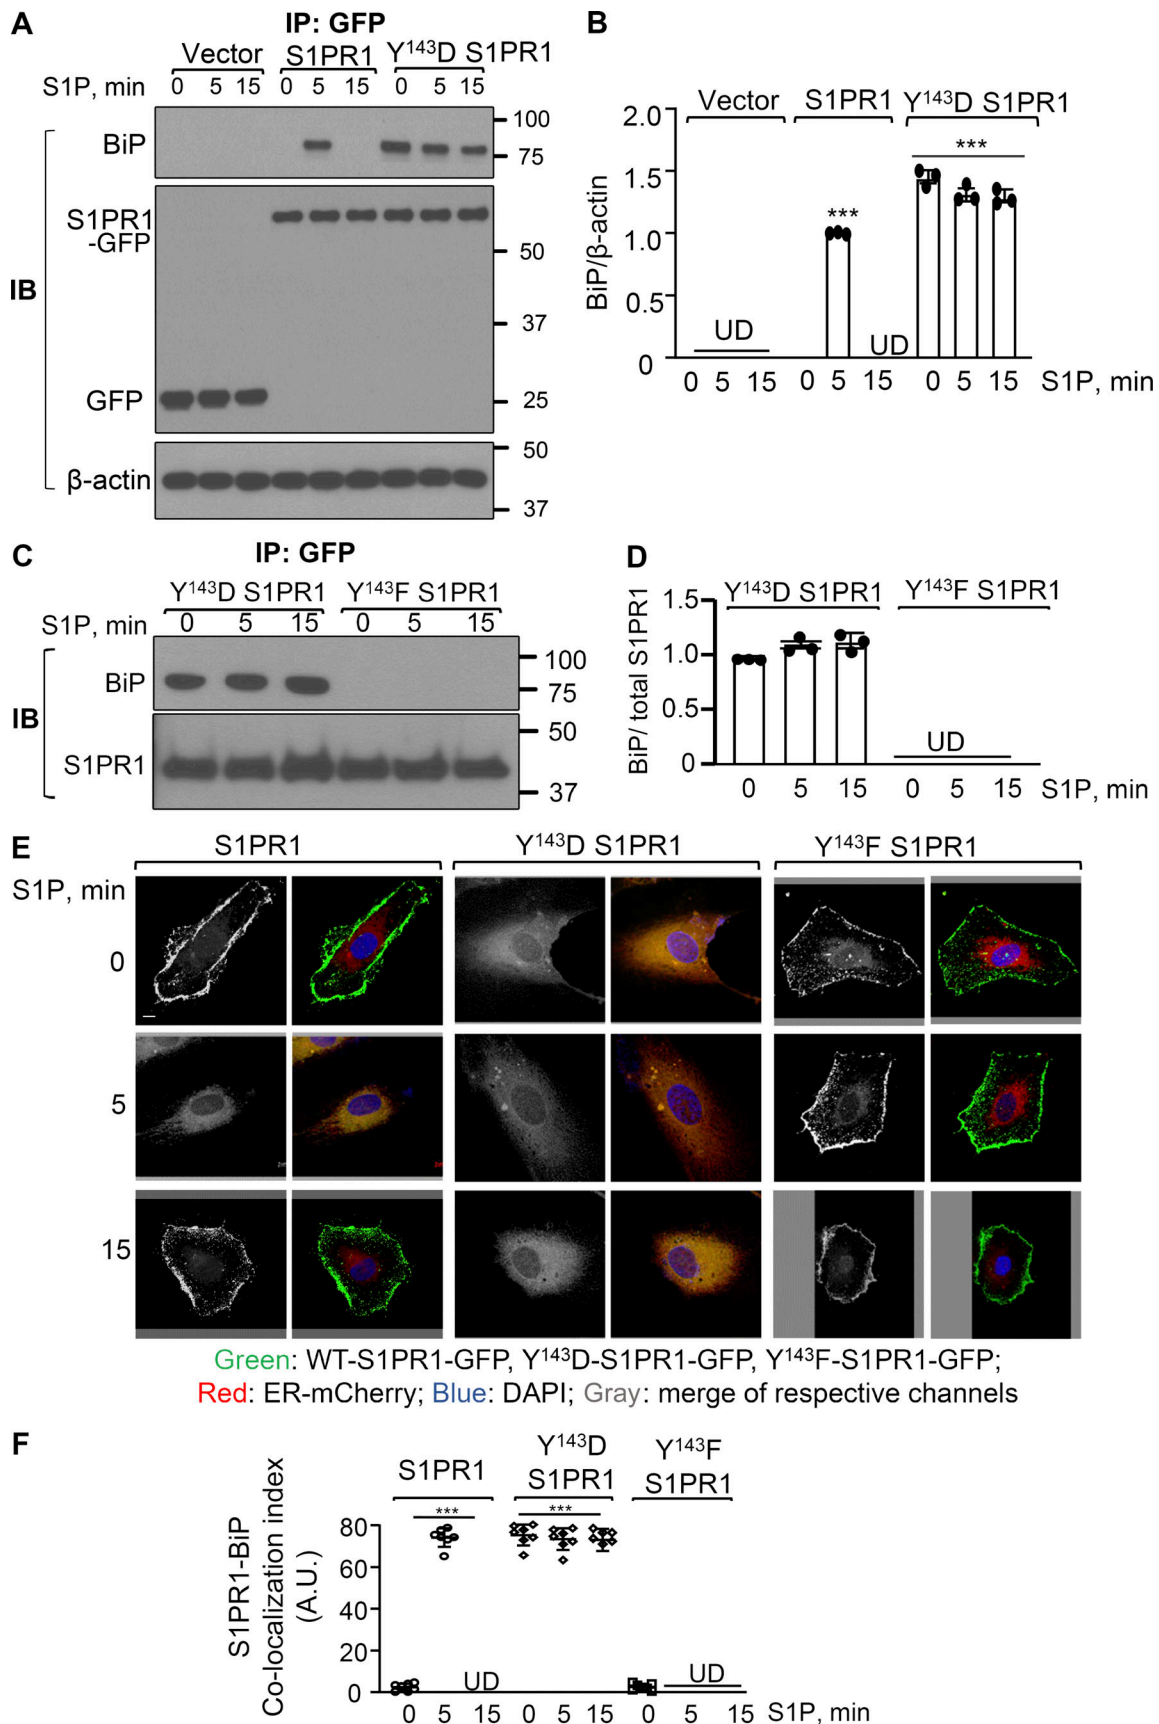 A
IP: GFP
Vector S1PR1 Y¹⁴³D S1PR1
S1P, min 0 5 15 0 5 15 0 5 15
BiP
100
75
S1PR1
-GFP
50
IB
37
GFP
25
50
β-actin
37
B
Vector S1PR1 Y¹⁴³D S1PR1
BiP/β-actin
2.0
1.5
1.0
0.5
0
***
***
UD
UD
0 5 15 0 5 15 0 5 15 S1P, min
C
IP: GFP
Y¹⁴³D S1PR1 Y¹⁴³F S1PR1
S1P, min 0 5 15 0 5 15
BiP
100
75
IB
50
S1PR1
37
D
Y¹⁴³D S1PR1 Y¹⁴³F S1PR1
BiP/ total S1PR1
1.5
1.0
0.5
0
UD
0 5 15 0 5 15 S1P, min
E
S1PR1 Y¹⁴³D S1PR1 Y¹⁴³F S1PR1
S1P, min
0
5
15
Green: WT-S1PR1-GFP, Y¹⁴³D-S1PR1-GFP, Y¹⁴³F-S1PR1-GFP;
Red: ER-mCherry; Blue: DAPI; Gray: merge of respective channels
F
S1PR1 Y¹⁴³D S1PR1 Y¹⁴³F S1PR1
S1PR1-BiP
Co-localization index
(A.U.)
80
60
40
20
0
***
***
UD
UD
0 5 15 0 5 15 0 5 15 S1P, min